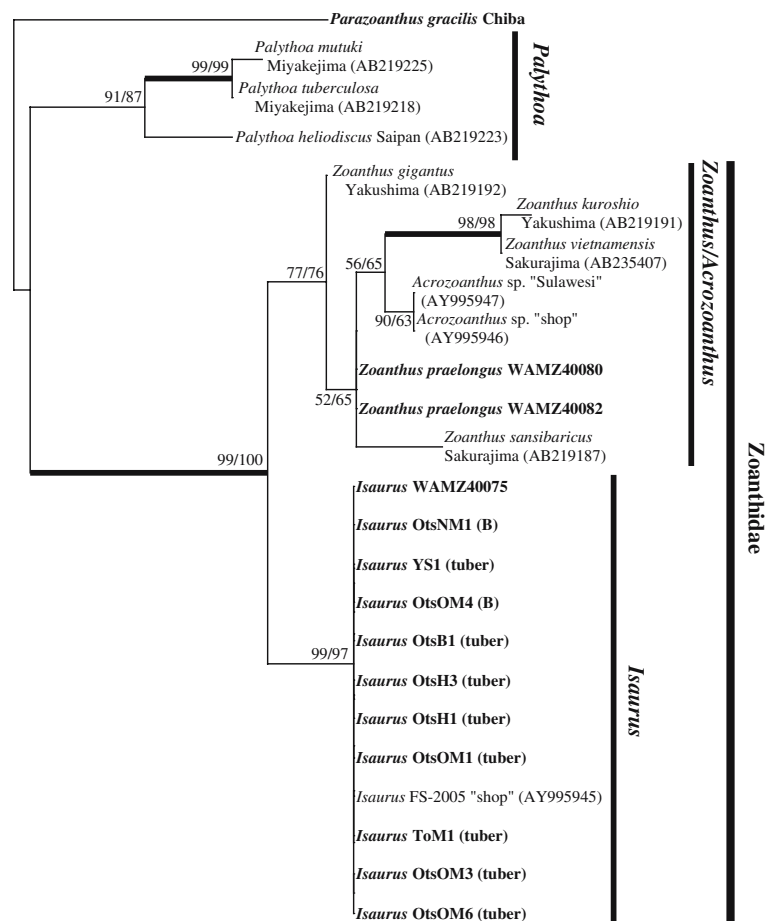 Parazoanthus gracilis Chiba
Palythoa mutuki
99/99
Miyakejima (AB219225)
Palythoa tuberculosa
91/87
Miyakejima (AB219218)
Palythoa heliodiscus Saipan (AB219223)
Palythoa
Zoanthus gigantus
Yakushima (AB219192)
Zoanthus kuroshio
98/98
Yakushima (AB219191)
Zoanthus vietnamensis
Sakurajima (AB235407)
77/76
56/65
Acrozoanthus sp. "Sulawesi"
(AY995947)
90/63
Acrozoanthus sp. "shop"
(AY995946)
Zoanthus praelongus WAMZ40080
52/65
Zoanthus praelongus WAMZ40082
Zoanthus sansibaricus
Sakurajima (AB219187)
Zoanthus/Acrozoanthus
99/100
Isaurus WAMZ40075
Isaurus OtsNM1 (B)
Isaurus YS1 (tuber)
Isaurus OtsOM4 (B)
Isaurus OtsB1 (tuber)
99/97
Isaurus OtsH3 (tuber)
Isaurus OtsH1 (tuber)
Isaurus OtsOM1 (tuber)
Isaurus FS-2005 "shop" (AY995945)
Isaurus ToM1 (tuber)
Isaurus OtsOM3 (tuber)
Isaurus OtsOM6 (tuber)
Isaurus
Zoanthidae